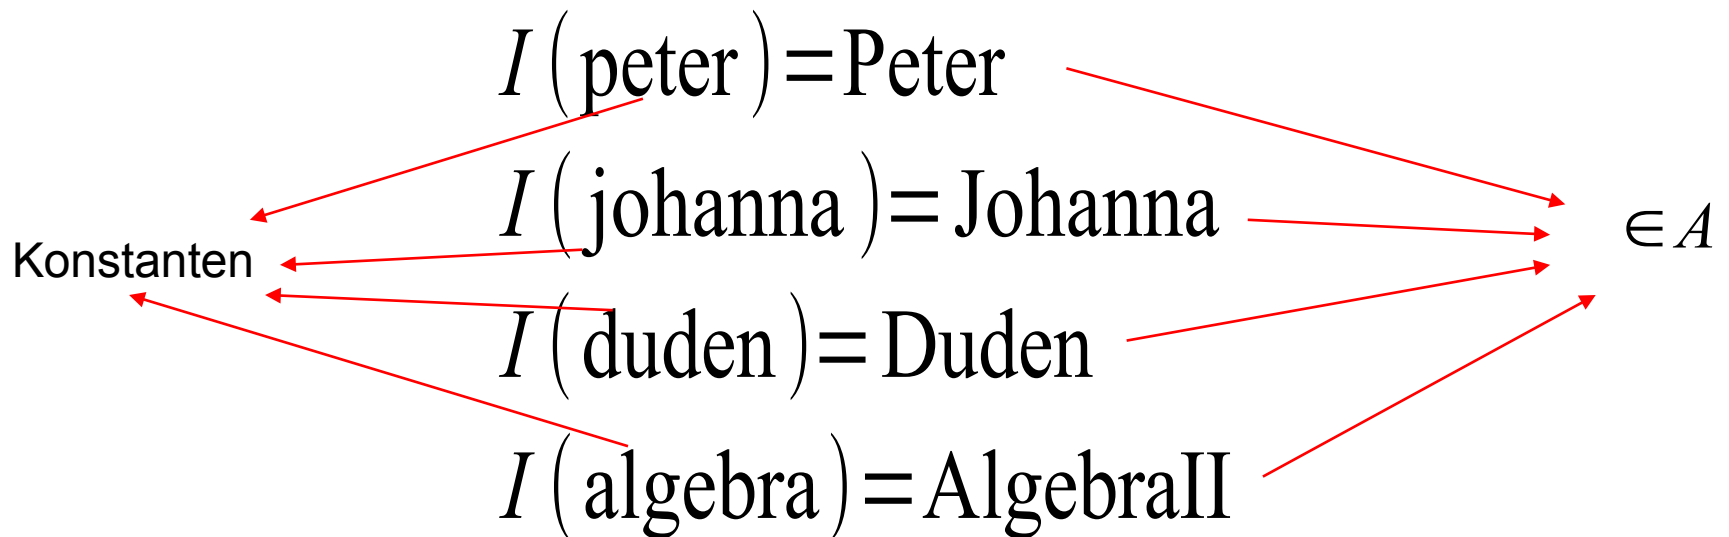 I(peter)=Peter
I(johanna)=Johanna
∈A
Konstanten
I(duden)=Duden
I(algebra)=AlgebraII